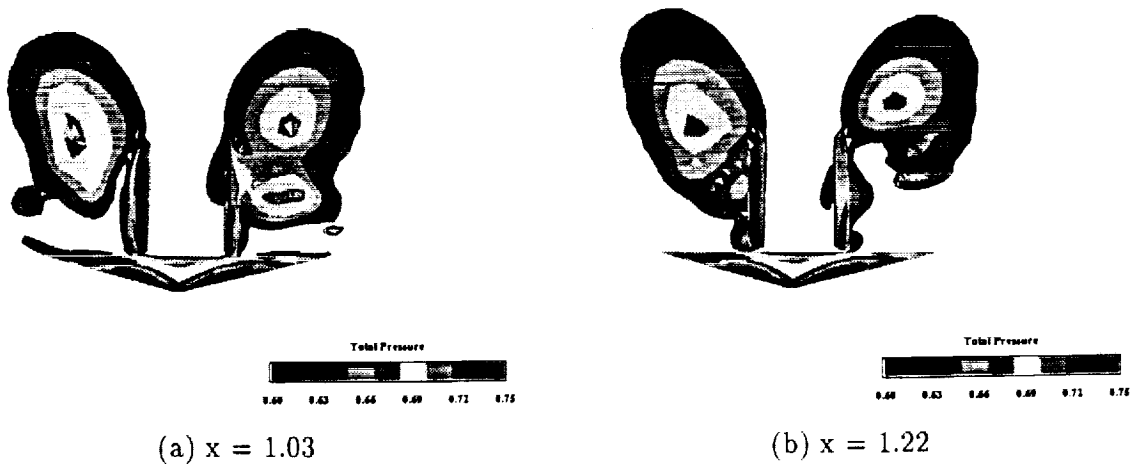 Total Pressure
0.60 0.63 0.66 0.69 0.72 0.75
(a) x = 1.03
Total Pressure
0.60 0.63 0.66 0.69 0.72 0.75
(b) x = 1.22